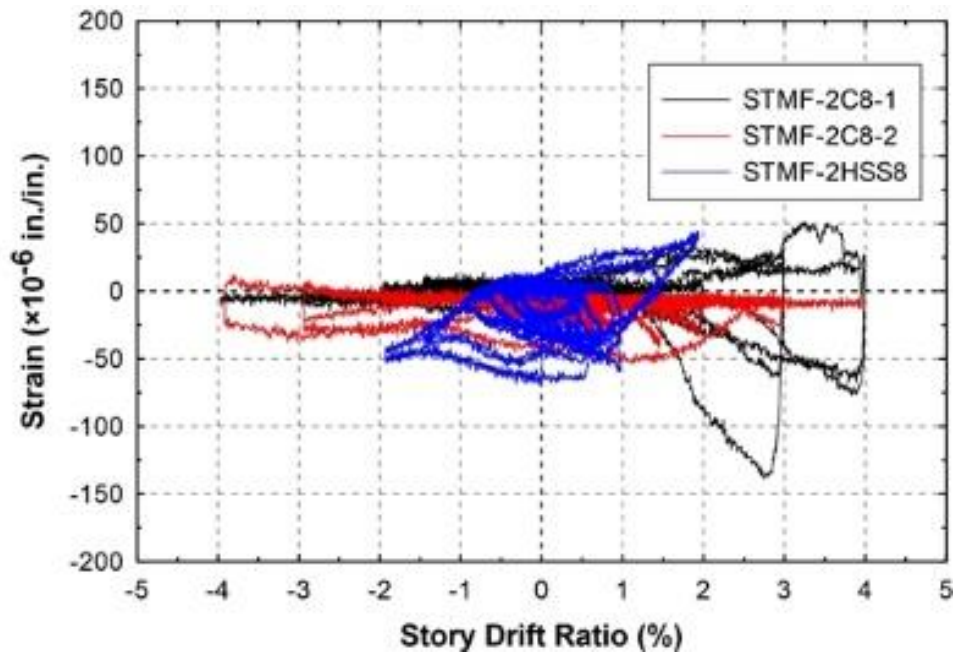 200
150
100
50
0
-50
-100
-150
-200
Strain (×10⁻⁶ in./in.)
STMF-2C8-1
STMF-2C8-2
STMF-2HSS8
-5 -4 -3 -2 -1 0 1 2 3 4 5
Story Drift Ratio (%)